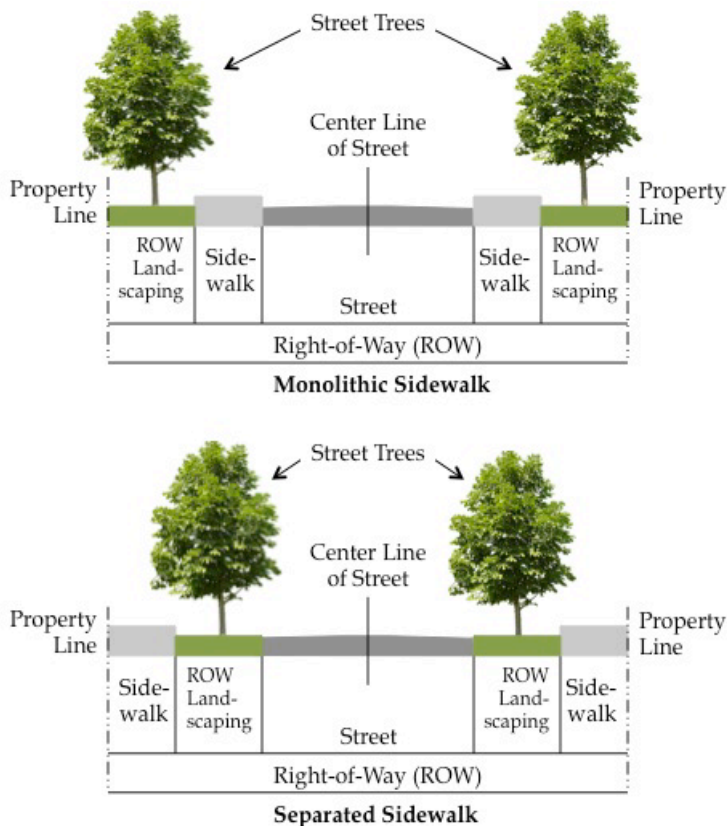 Street Trees
Center Line
of Street
Property
Line
Property
Line
ROW
Land-
scaping
Side-
walk
Side-
walk
ROW
Land-
scaping
Street
Right-of-Way (ROW)
Monolithic Sidewalk
Street Trees
Center Line
of Street
Property
Line
Property
Line
Side-
walk
ROW
Land-
scaping
ROW
Land-
scaping
Side-
walk
Street
Right-of-Way (ROW)
Separated Sidewalk